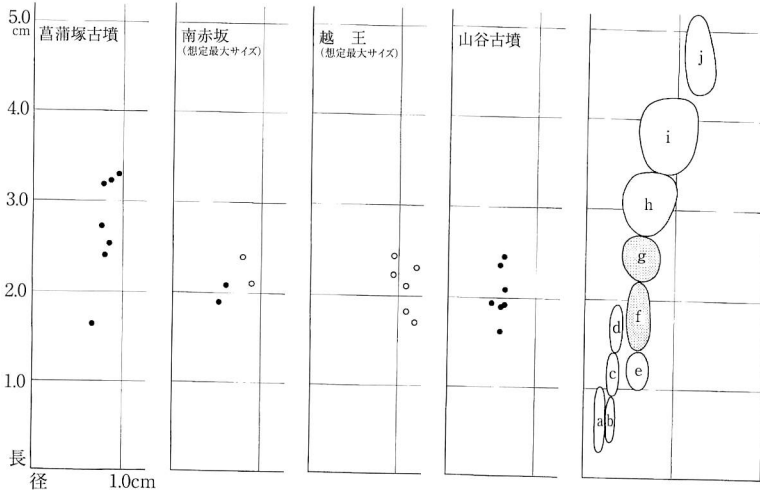 5.0
cm
菖蒲塚古墳
南赤坂
(想定最大サイズ)
越 王
(想定最大サイズ)
山谷古墳
4.0
3.0
2.0
1.0
長
径
1.0cm
j
i
h
g
f
d
c
e
a
b